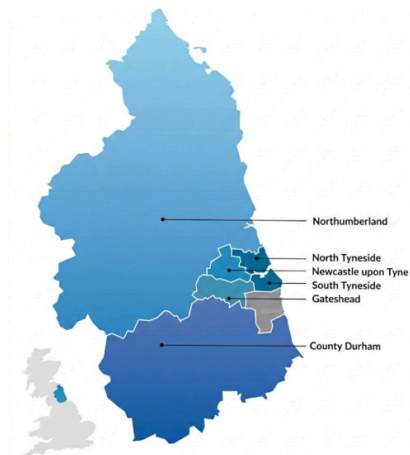 Northumberland
North Tyneside
Newcastle upon Tyne
South Tyneside
Gateshead
County Durham